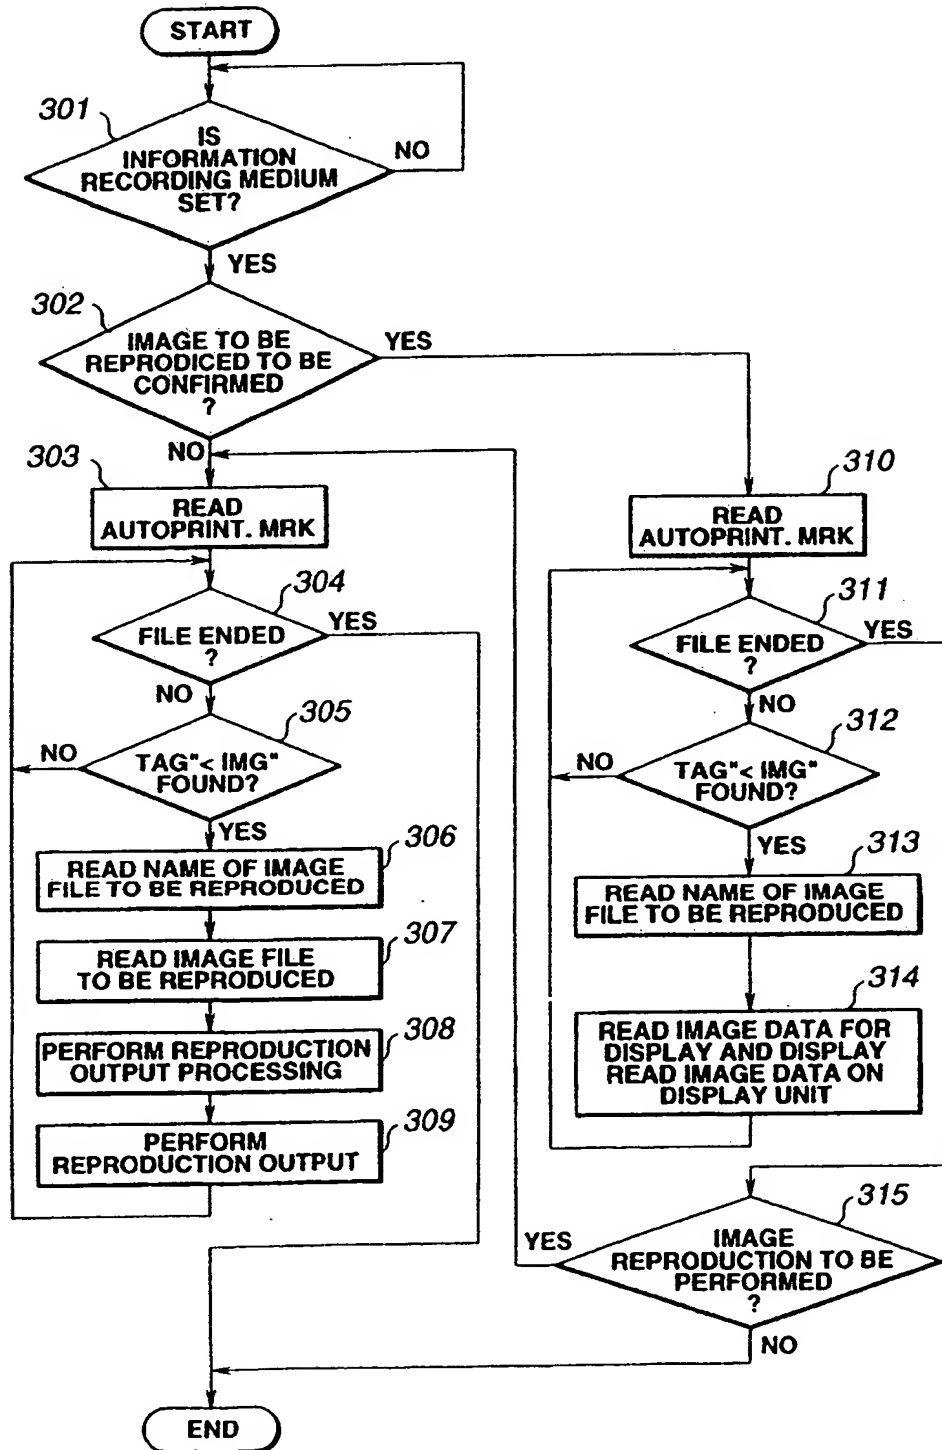 START
301
IS
INFORMATION
RECORDING MEDIUM
SET?
NO
YES
302
IMAGE TO BE
REPRODICED TO BE
CONFIRMED
?
YES
NO
303
READ
AUTOPRINT. MRK
304
FILE ENDED
?
YES
NO
305
TAG"< IMG"
FOUND?
NO
YES
306
READ NAME OF IMAGE
FILE TO BE REPRODUCED
307
READ IMAGE FILE
TO BE REPRODUCED
308
PERFORM REPRODUCTION
OUTPUT PROCESSING
309
PERFORM
REPRODUCTION OUTPUT
310
READ
AUTOPRINT. MRK
311
FILE ENDED
?
YES
NO
312
TAG"< IMG"
FOUND?
NO
YES
313
READ NAME OF IMAGE
FILE TO BE REPRODUCED
314
READ IMAGE DATA FOR
DISPLAY AND DISPLAY
READ IMAGE DATA ON
DISPLAY UNIT
315
IMAGE
REPRODUCTION TO BE
PERFORMED
?
YES
NO
END